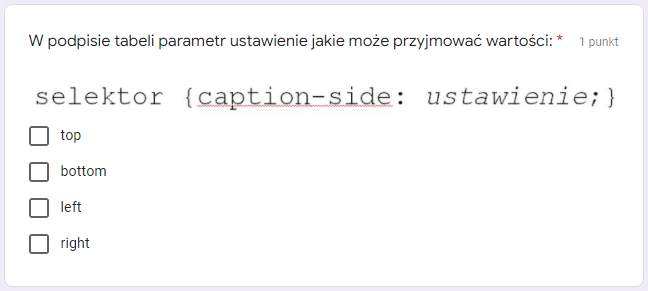 W podpisie tabeli parametr ustawienie jakie może przyjmować wartości: * 1 punkt
selektor {caption-side: ustawienie;}
top
bottom
left
right